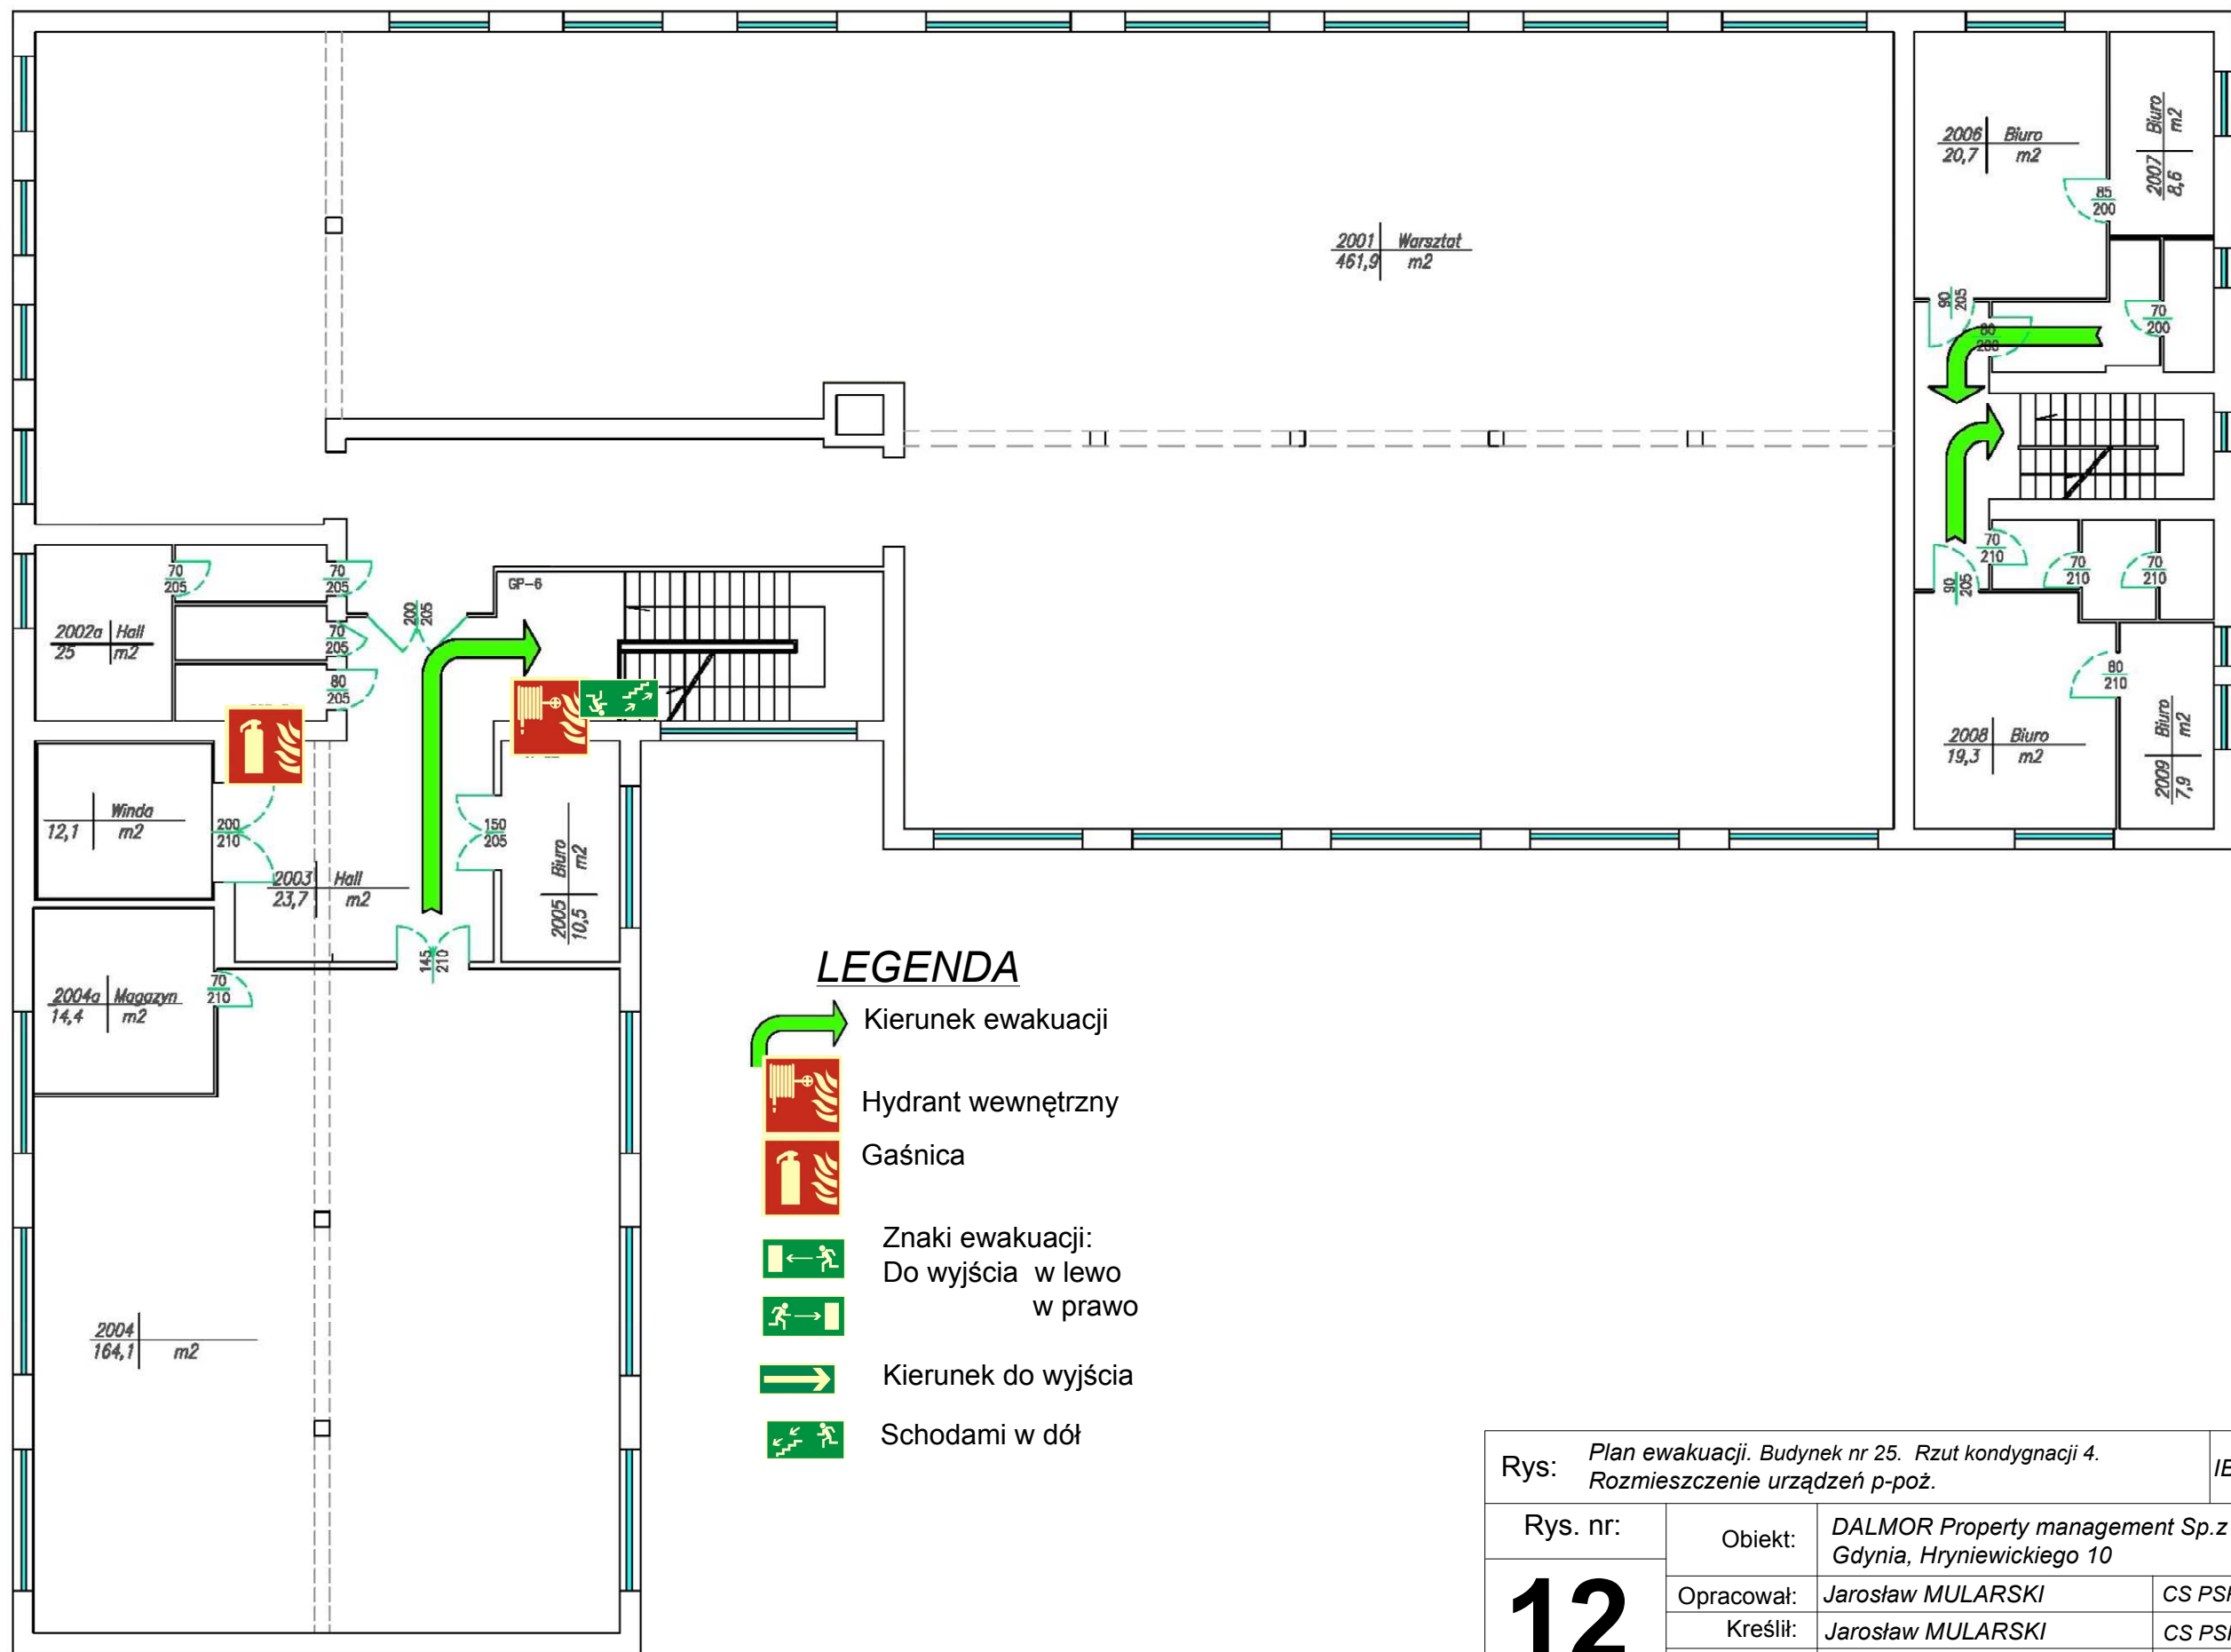 2006 Biuro
20,7 m2
2007 Biuro
8,6 m2
85
200
2001 Warsztat
461,9 m2
90
205
80
200
70
200
GP-6
70
205
70
205
200
205
2002a Hall
25 m2
70
205
80
205
70
210
70
210
70
210
90
205
80
210
2008 Biuro
19,3 m2
2009 Biuro
7,9 m2
Winda
12,1 m2
200
210
150
205
2003 Hall
23,7 m2
2005 Biuro
10,5 m2
145
210
2004a Magazyn
14,4 m2
70
210
2004
164,1 m2
LEGENDA
Kierunek ewakuacji
Hydrant wewnętrzny
Gaśnica
Znaki ewakuacji:
Do wyjścia w lewo
w prawo
Kierunek do wyjścia
Schodami w dół
Rys: Plan ewakuacji. Budynek nr 25. Rzut kondygnacji 4.
Rozmieszczenie urządzeń p-poż.
Rys. nr:
12
Obiekt: DALMOR Property management Sp.z
Gdynia, Hryniewickiego 10
Opracował: Jarosław MULARSKI
Kreślił: Jarosław MULARSKI